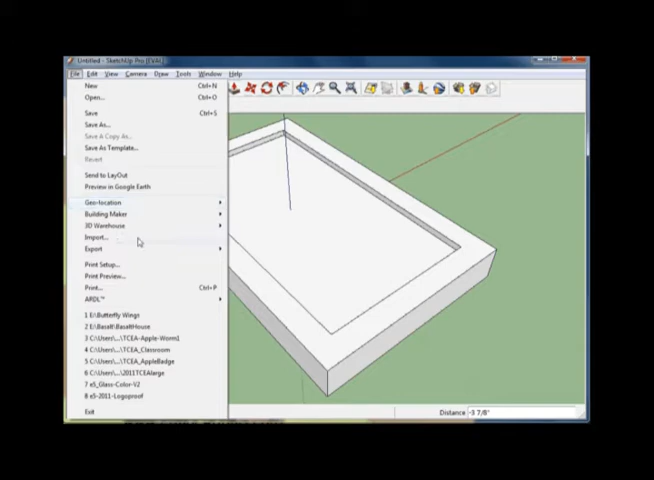 Untitled - SketchUp Pro [EVAL]
File Edit View Camera Draw Tools Window Help
New Ctrl+N
Open... Ctrl+O
Save Ctrl+S
Save As...
Save A Copy As...
Save As Template...
Revert
Send to LayOut
Preview in Google Earth
Geo-location
Building Maker
3D Warehouse
Import...
Export
Print Setup...
Print Preview...
Print... Ctrl+P
ARDL™
1 E:\Butterfly Wings
2 E:\Basalt\BasaltHouse
3 C:\Users\...\TCEA-Apple-Worm1
4 C:\Users\...\TCEA_Classroom
5 C:\Users\...\TCEA_AppleBadge
6 C:\Users\...\2011TCEAlarge
7 e5_Glass-Color-V2
8 e5-2011-Logoproof
Exit
Distance -3 7/8"